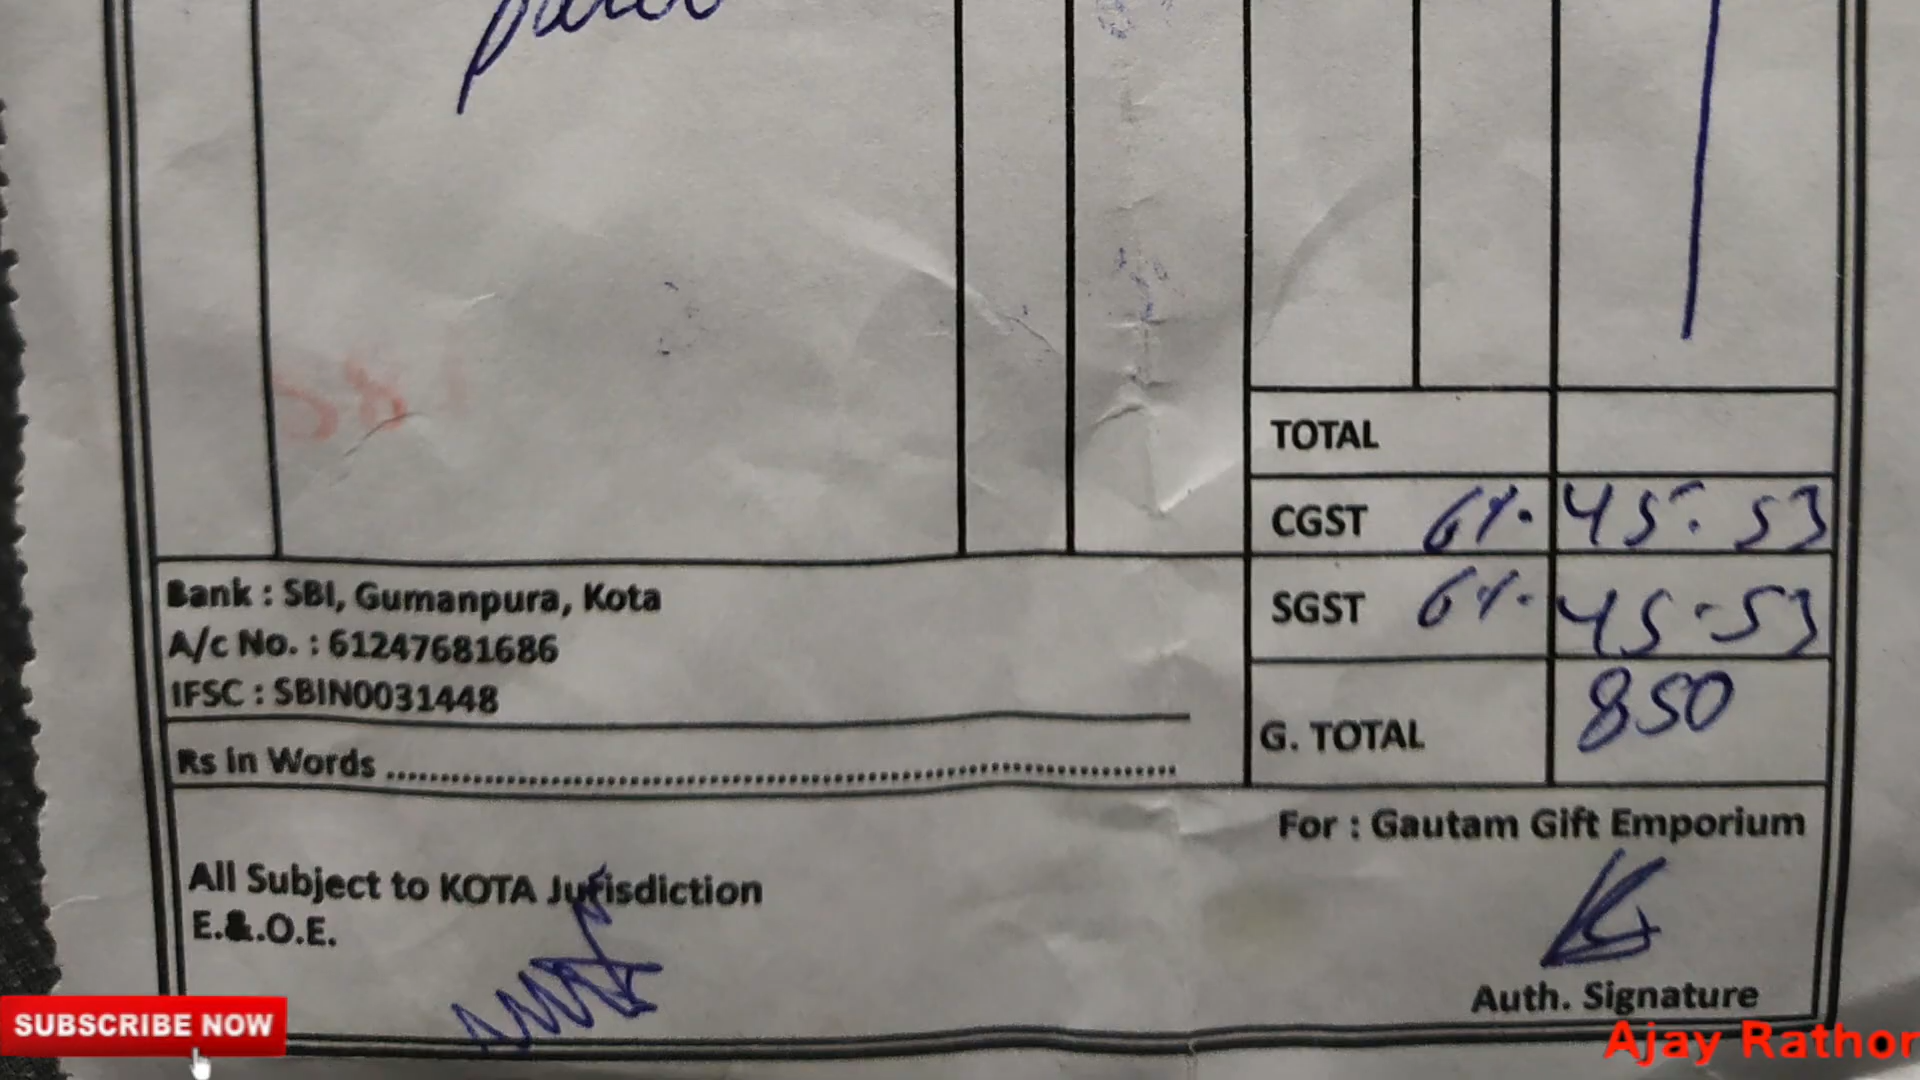 TOTAL
CGST 6% 45.53
SGST 6% 45.53
G. TOTAL 850
Bank : SBI, Gumanpura, Kota
A/c No. : 61247681686
IFSC : SBIN0031448
Rs in Words
For : Gautam Gift Emporium
All Subject to KOTA Jurisdiction
E.&.O.E.
Auth. Signature
SUBSCRIBE NOW
Ajay Rathor